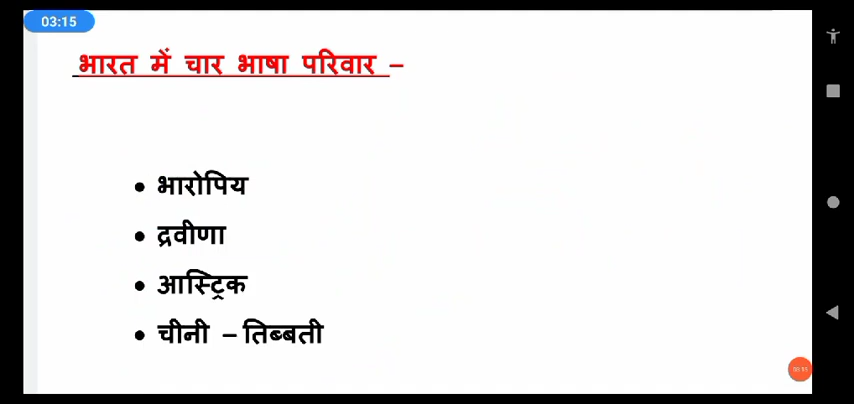 03:15
भारत में चार भाषा परिवार –
• भारोपिय
• द्रवीणा
• आस्ट्रिक
• चीनी – तिब्बती